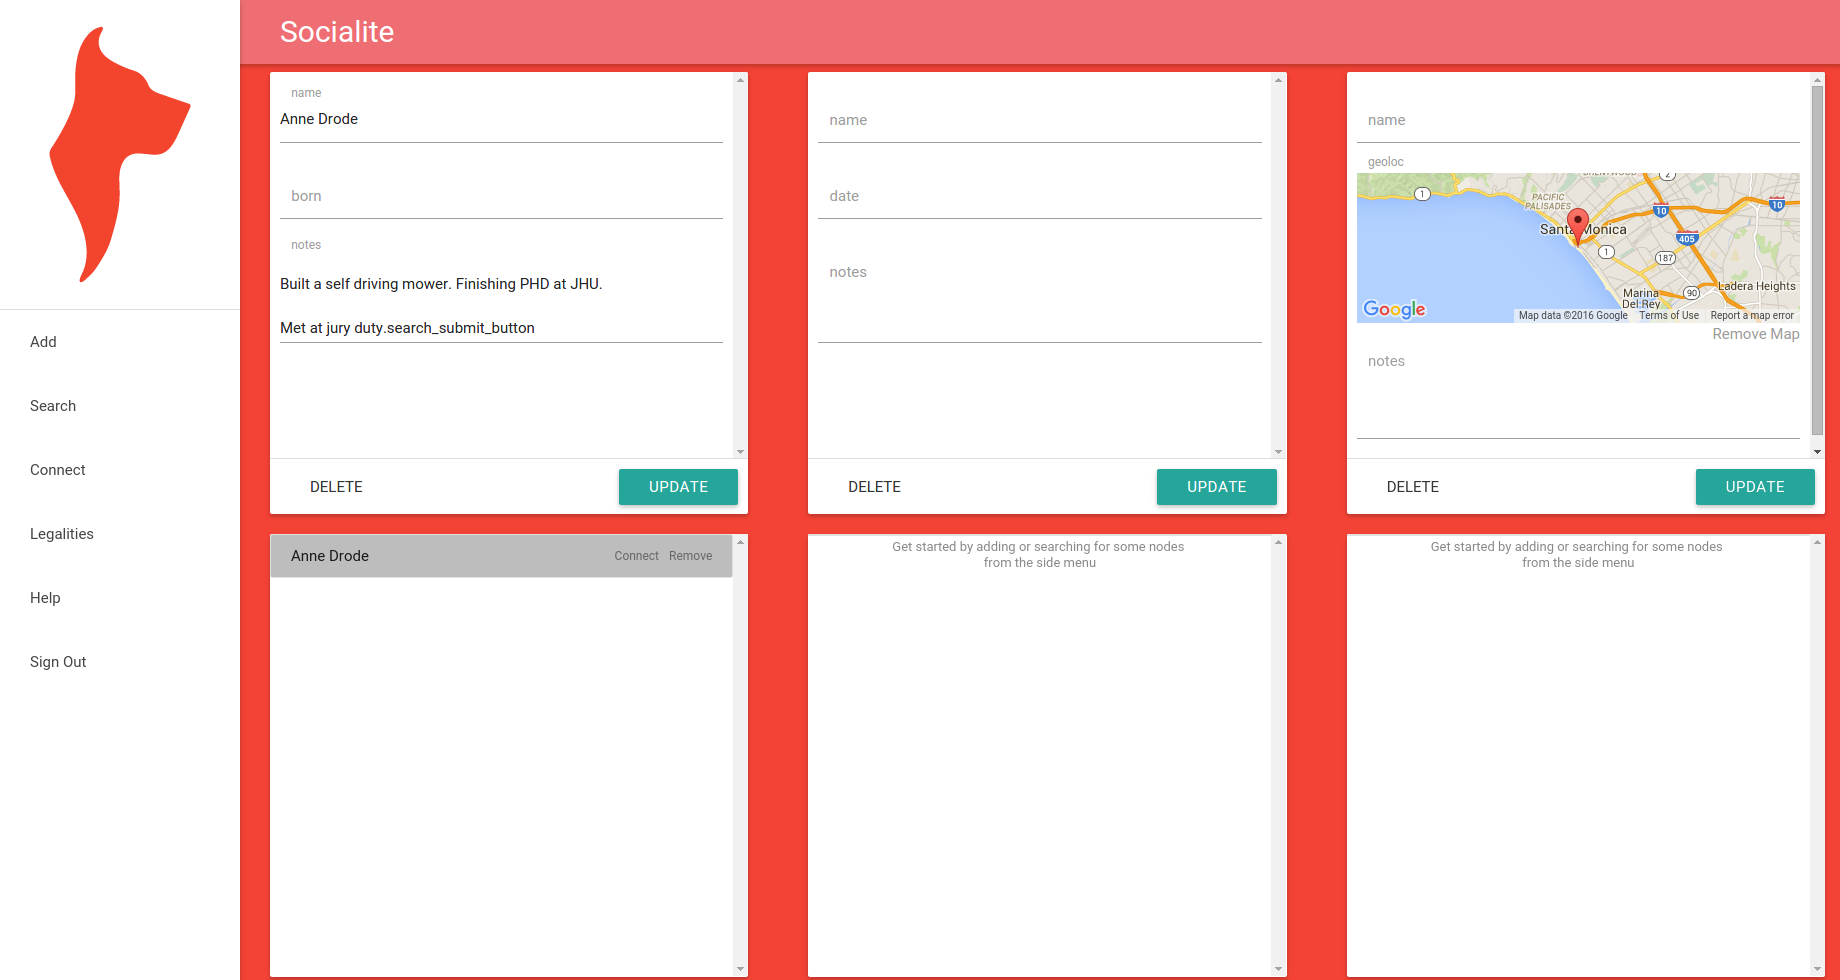 Socialite
Add
Search
Connect
Legalities
Help
Sign Out
name
Anne Drode
born
notes
Built a self driving mower. Finishing PHD at JHU.
Met at jury duty.search_submit_button
DELETE
UPDATE
name
date
notes
DELETE
UPDATE
name
geoloc
BRENTWOOD
2
1
PACIFIC
PALISADES
10
10
Santa Monica
405
1
187
Marina
Del Rey
90
Ladera Heights
Google
Map data ©2016 Google
Terms of Use
Report a map error
Remove Map
notes
DELETE
UPDATE
Anne Drode
Connect
Remove
Get started by adding or searching for some nodes
from the side menu
Get started by adding or searching for some nodes
from the side menu